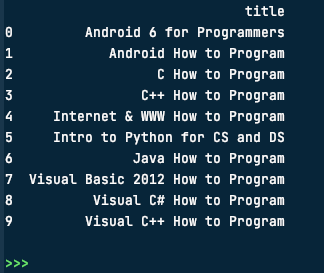 title
0 Android 6 for Programmers
1 Android How to Program
2 C How to Program
3 C++ How to Program
4 Internet & WWW How to Program
5 Intro to Python for CS and DS
6 Java How to Program
7 Visual Basic 2012 How to Program
8 Visual C# How to Program
9 Visual C++ How to Program
>>>